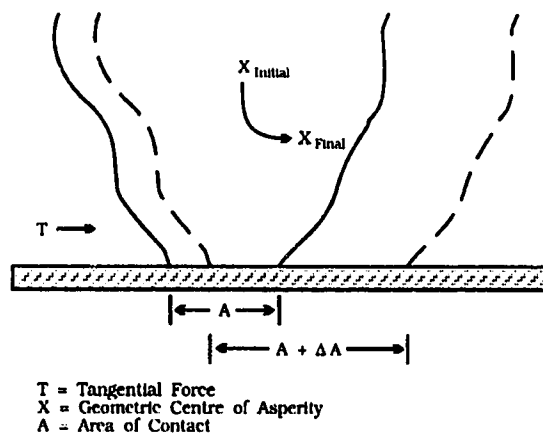 X Initial
X Final
T
A
A + ΔA
T = Tangential Force
X = Geometric Centre of Asperity
A = Area of Contact